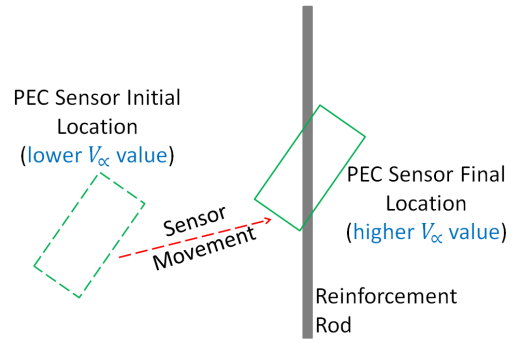 PEC Sensor Initial
Location
(lower V∝ value)
Sensor
Movement
PEC Sensor Final
Location
(higher V∝ value)
Reinforcement
Rod